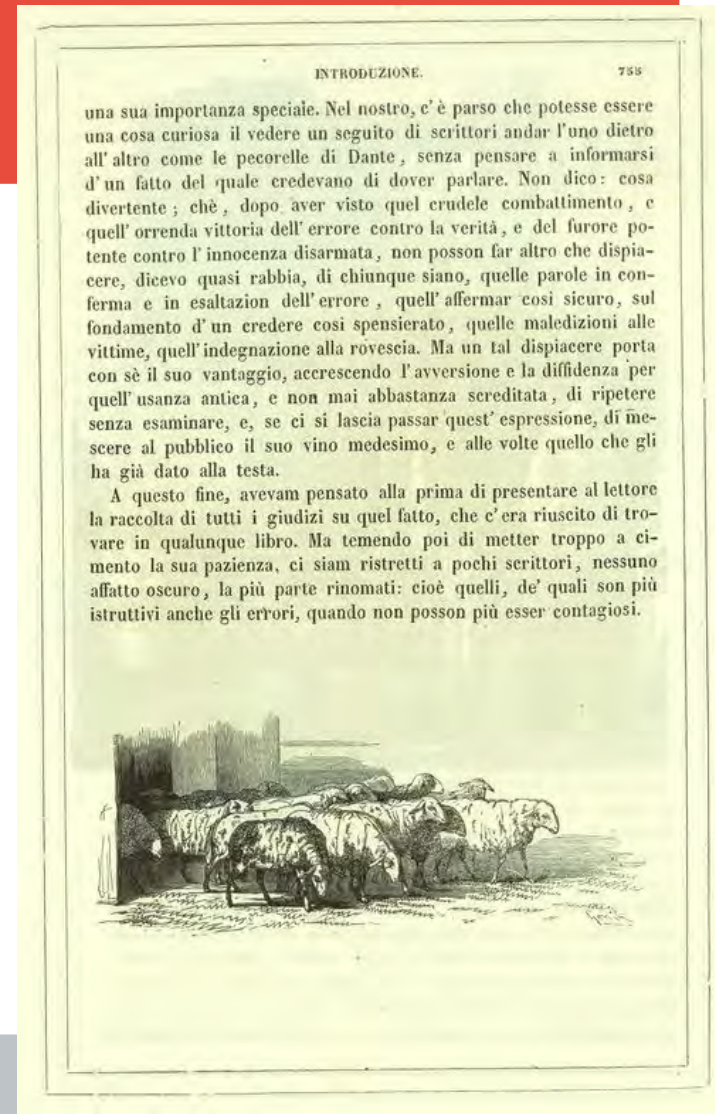 INTRODUZIONE. 755
una sua importanza speciale. Nel nostro, c'è parso che potesse essere
una cosa curiosa il vedere un seguito di scrittori andar l'uno dietro
all' altro come le pecorelle di Dante, senza pensare a informarsi
d' un fatto del quale credevano di dover parlare. Non dico: cosa
divertente; chè, dopo aver visto quel crudele combattimento, e
quell' orrenda vittoria dell' errore contro la verità, e del furore po-
tente contro l' innocenza disarmata, non posson far altro che dispia-
cere, dicevo quasi rabbia, di chiunque siano, quelle parole in con-
ferma e in esaltazion dell' errore, quell' affermar così sicuro, sul
fondamento d' un credere così spensierato, quelle maledizioni alle
vittime, quell' indegnazione alla rovescia. Ma un tal dispiacere porta
con sè il suo vantaggio, accrescendo l' avversione e la diffidenza per
quell' usanza antica, e non mai abbastanza screditata, di ripetere
senza esaminare, e, se ci si lascia passar quest' espressione, di me-
scere al pubblico il suo vino medesimo, e alle volte quello che gli
ha già dato alla testa.
A questo fine, avevam pensato alla prima di presentare al lettore
la raccolta di tutti i giudizi su quel fatto, che c' era riuscito di tro-
vare in qualunque libro. Ma temendo poi di metter troppo a ci-
mento la sua pazienza, ci siam ristretti a pochi scrittori, nessuno
affatto oscuro, la più parte rinomati: cioè quelli, de' quali son più
istruttivi anche gli errori, quando non posson più esser contagiosi.